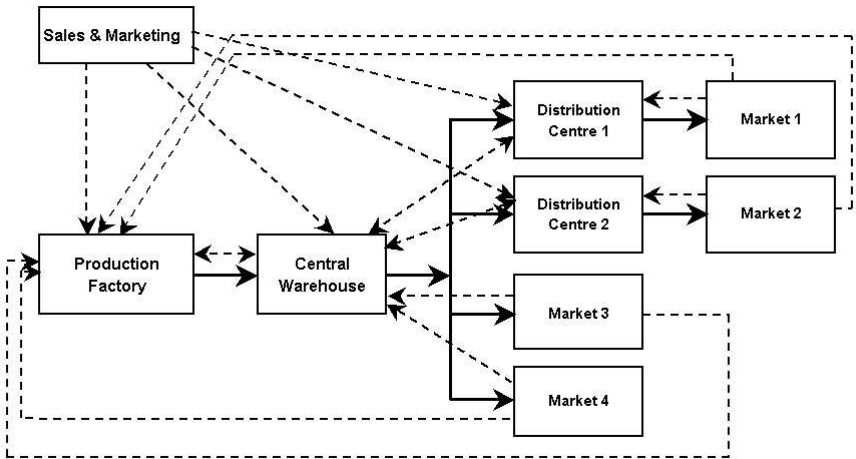 Sales & Marketing
Distribution
Centre 1
Market 1
Distribution
Centre 2
Market 2
Production
Factory
Central
Warehouse
Market 3
Market 4